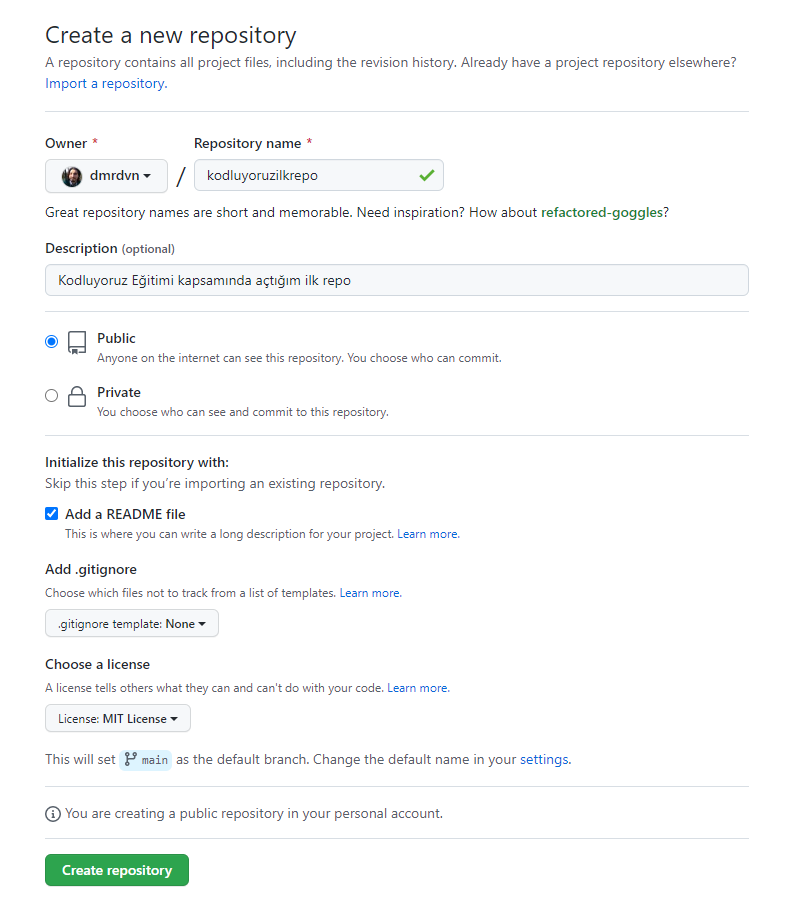 Create a new repository
A repository contains all project files, including the revision history. Already have a project repository elsewhere?
Import a repository.
Owner *
Repository name *
dmrdvn
/
kodluyoruzilkrepo
Great repository names are short and memorable. Need inspiration? How about refactored-goggles?
Description (optional)
Kodluyoruz Eğitimi kapsamında açtığım ilk repo
Public
Anyone on the internet can see this repository. You choose who can commit.
Private
You choose who can see and commit to this repository.
Initialize this repository with:
Skip this step if you’re importing an existing repository.
Add a README file
This is where you can write a long description for your project. Learn more.
Add .gitignore
Choose which files not to track from a list of templates. Learn more.
.gitignore template: None
Choose a license
A license tells others what they can and can't do with your code. Learn more.
License: MIT License
This will set main as the default branch. Change the default name in your settings.
You are creating a public repository in your personal account.
Create repository